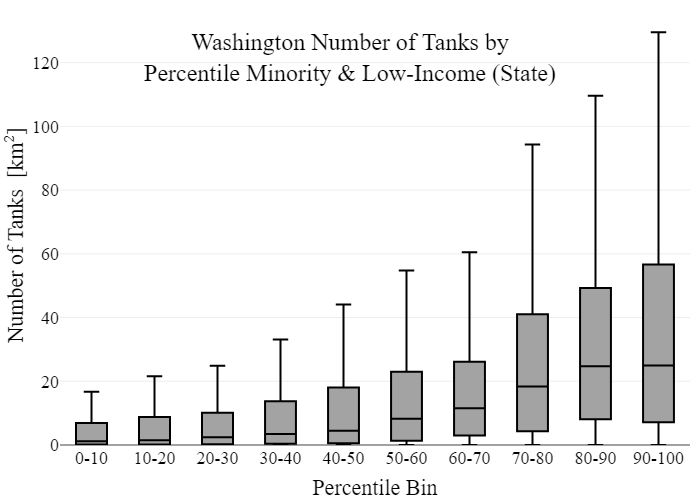 Washington Number of Tanks by
Percentile Minority & Low-Income (State)
Number of Tanks [km²]
120
100
80
60
40
20
0
0-10 10-20 20-30 30-40 40-50 50-60 60-70 70-80 80-90 90-100
Percentile Bin